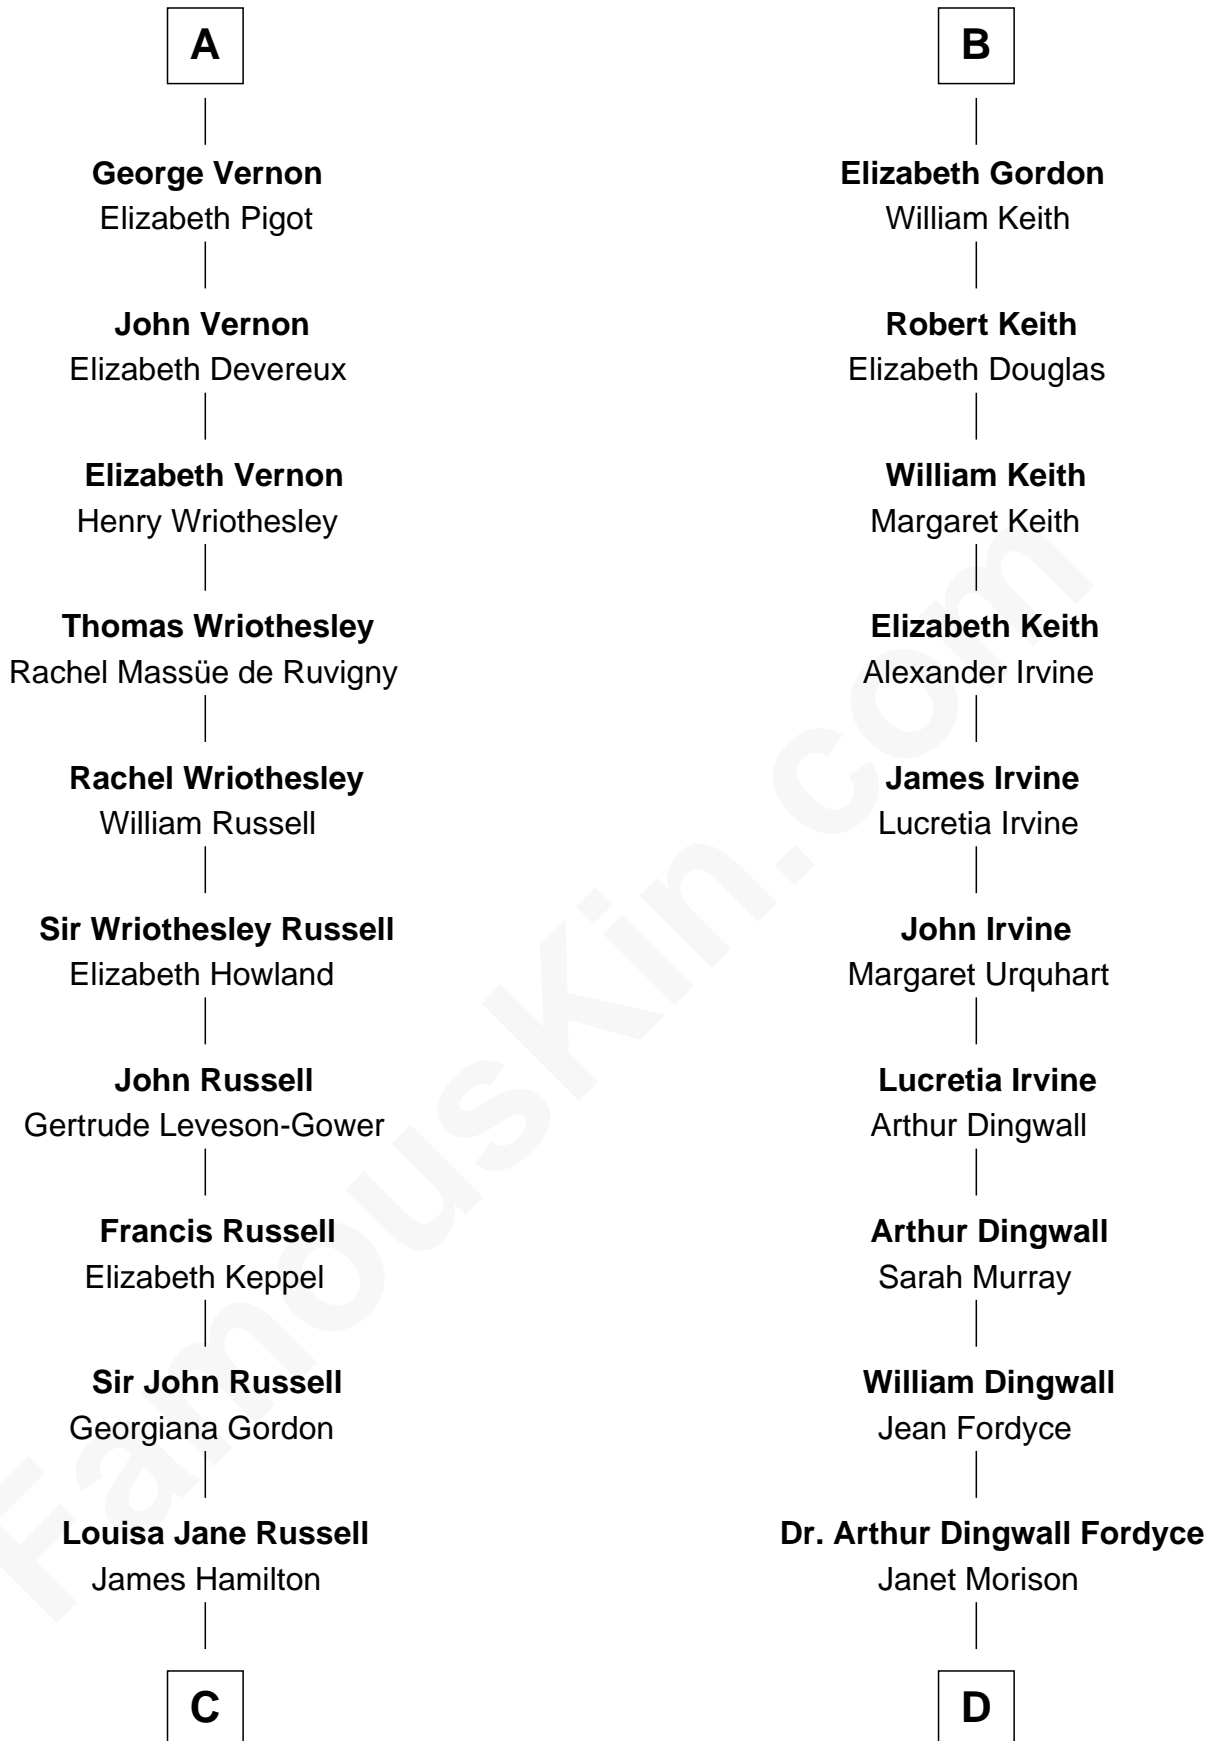 A
George Vernon
Elizabeth Pigot
John Vernon
Elizabeth Devereux
Elizabeth Vernon
Henry Wriothesley
Thomas Wriothesley
Rachel Massüe de Ruvigny
Rachel Wriothesley
William Russell
Sir Wriothesley Russell
Elizabeth Howland
John Russell
Gertrude Leveson-Gower
Francis Russell
Elizabeth Keppel
Sir John Russell
Georgiana Gordon
Louisa Jane Russell
James Hamilton
C
B
Elizabeth Gordon
William Keith
Robert Keith
Elizabeth Douglas
William Keith
Margaret Keith
Elizabeth Keith
Alexander Irvine
James Irvine
Lucretia Irvine
John Irvine
Margaret Urquhart
Lucretia Irvine
Arthur Dingwall
Arthur Dingwall
Sarah Murray
William Dingwall
Jean Fordyce
Dr. Arthur Dingwall Fordyce
Janet Morison
D
FamousKin.com